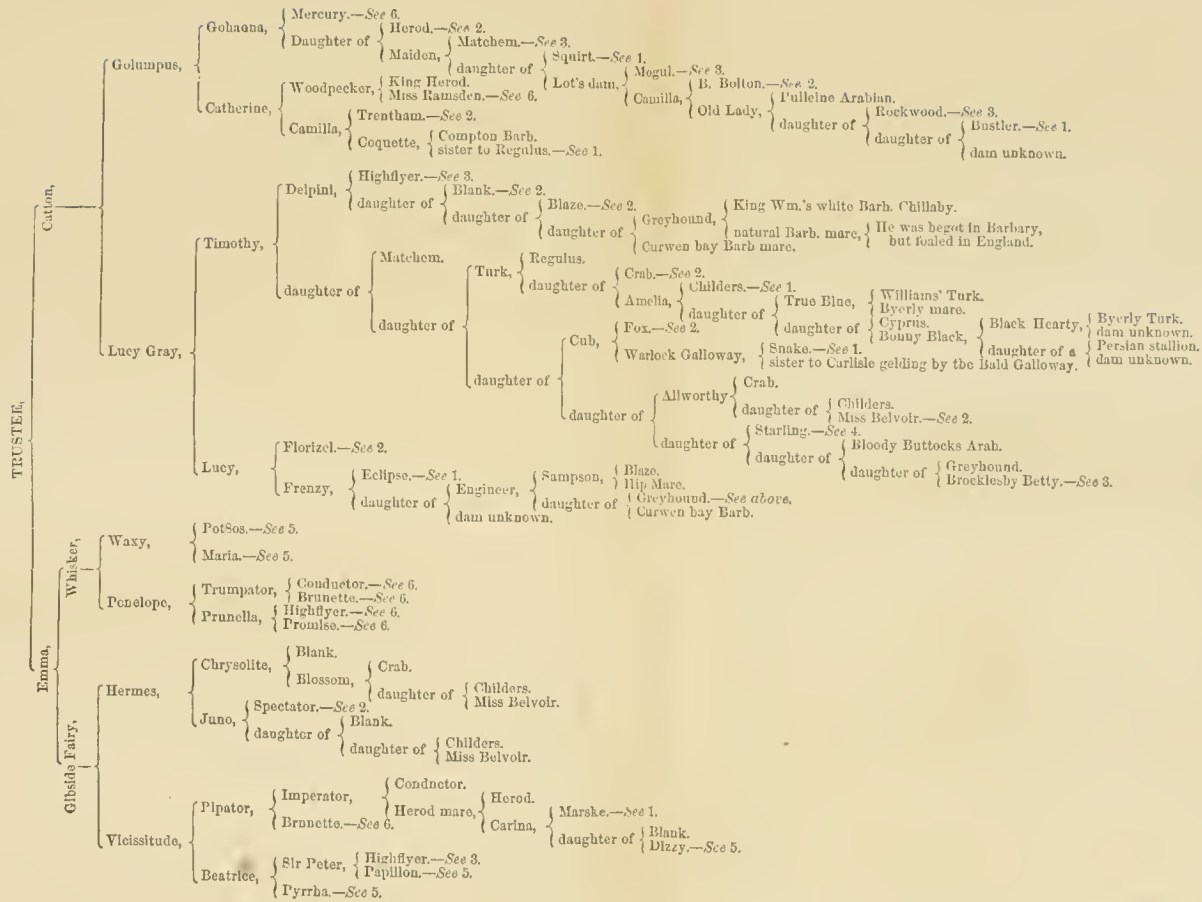 TRUSTEE,
Catton,
Golumpus,
Gohanna,
Mercury.—See 6.
Daughter of
Herod.—See 2.
Maiden,
Matchem.—See 3.
daughter of
Squirt.—See 1.
Lot's dam,
Mogul.—See 3.
Camilla,
B. Bolton.—See 2.
Old Lady,
Pulleine Arabian.
daughter of
Rockwood.—See 3.
daughter of
Bustler.—See 1.
dam unknown.
Catherine,
Woodpecker,
King Herod.
Miss Ramsden.—See 6.
Camilla,
Trentham.—See 2.
Coquette,
Compton Barb.
sister to Regulus.—See 1.
Lucy Gray,
Timothy,
Delpini,
Highflyer.—See 3.
daughter of
Blank.—See 2.
daughter of
Blaze.—See 2.
daughter of
Greyhound,
King Wm.'s white Barb. Chillaby.
natural Barb. mare,
He was begot in Barbary,
but foaled in England.
Curwen bay Barb mare.
daughter of
Matchem.
daughter of
Turk,
Regulus.
daughter of
Crab.—See 2.
Amelia,
Childers.—See 1.
daughter of
True Blue,
Williams' Turk.
Byerly mare.
daughter of
Cyprus.
Bonny Black,
Black Hearty,
Byerly Turk.
dam unknown.
daughter of a
Persian stallion.
dam unknown.
daughter of
Cub,
Fox.—See 2.
Warlock Galloway,
Snake.—See 1.
sister to Carlisle gelding by the Bald Galloway.
daughter of
Allworthy
Crab.
daughter of
Childers.
Miss Belvoir.—See 2.
daughter of
Starling.—See 4.
daughter of
Bloody Buttocks Arab.
daughter of
Greyhound.
Brocklesby Betty.—See 3.
Lucy,
Florizel.—See 2.
Frenzy,
Eclipse.—See 1.
daughter of
Engineer,
Sampson,
Blaze.
Hip Mare.
daughter of
Greyhound.—See above.
Curwen bay Barb.
dam unknown.
Emma,
Whisker,
Waxy,
Pot8os.—See 5.
Maria.—See 5.
Penelope,
Trumpator,
Conductor.—See 6.
Brunette.—See 6.
Prunella,
Highflyer.—See 6.
Promise.—See 6.
Gibside Fairy,
Hermes,
Chrysolite,
Blank.
Blossom,
Crab.
daughter of
Childers.
Miss Belvoir.
Juno,
Spectator.—See 2.
daughter of
Blank.
daughter of
Childers.
Miss Belvoir.
Vicissitude,
Pipator,
Imperator,
Conductor.
Herod mare,
Herod.
Carina,
Marske.—See 1.
daughter of
Blank.
Dizzy.—See 5.
Brunette.—See 6.
Beatrice,
Sir Peter,
Highflyer.—See 3.
Papillon.—See 5.
Pyrrha.—See 5.